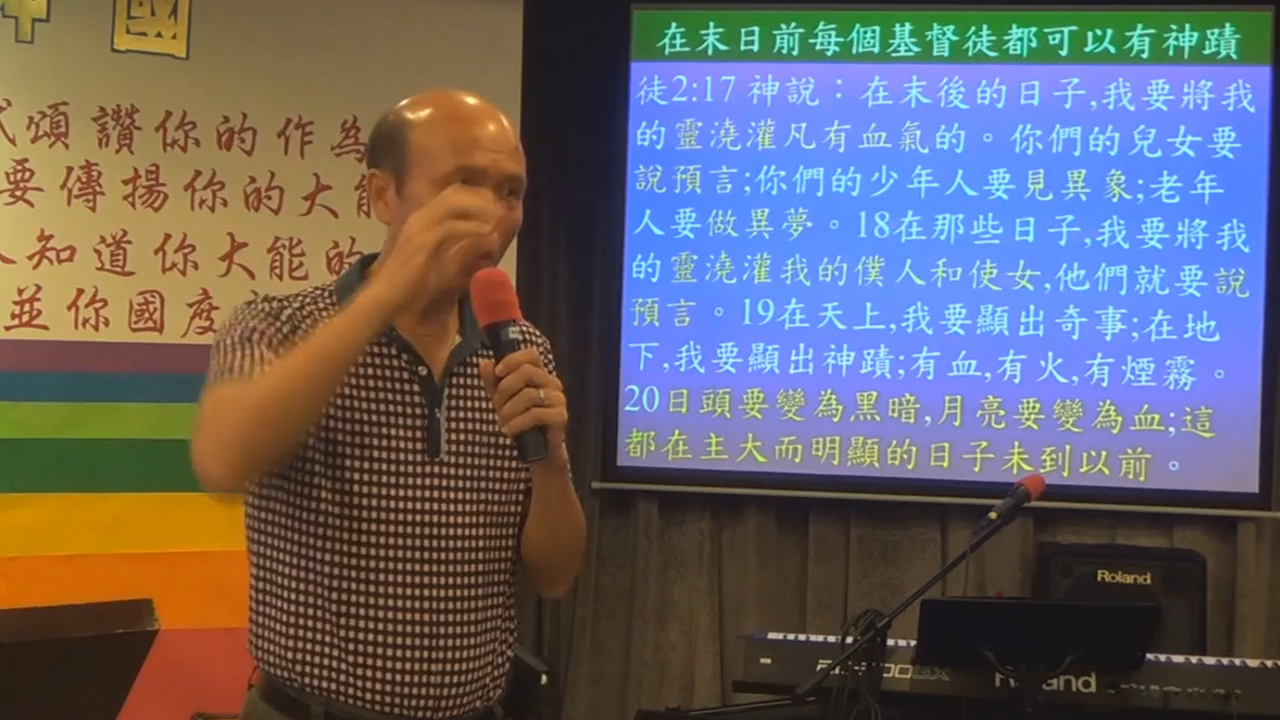 神國
頌讚你的作為
要傳揚你的大能
人知道你大能的
並你國度
在末日前每個基督徒都可以有神蹟
徒2:17 神說：在末後的日子,我要將我
的靈澆灌凡有血氣的。你們的兒女要
說預言;你們的少年人要見異象;老年
人要做異夢。18在那些日子,我要將我
的靈澆灌我的僕人和使女,他們就要說
預言。19在天上,我要顯出奇事;在地
下,我要顯出神蹟;有血,有火,有煙霧。
20日頭要變為黑暗,月亮要變為血;這
都在主大而明顯的日子未到以前。
Roland
Roland